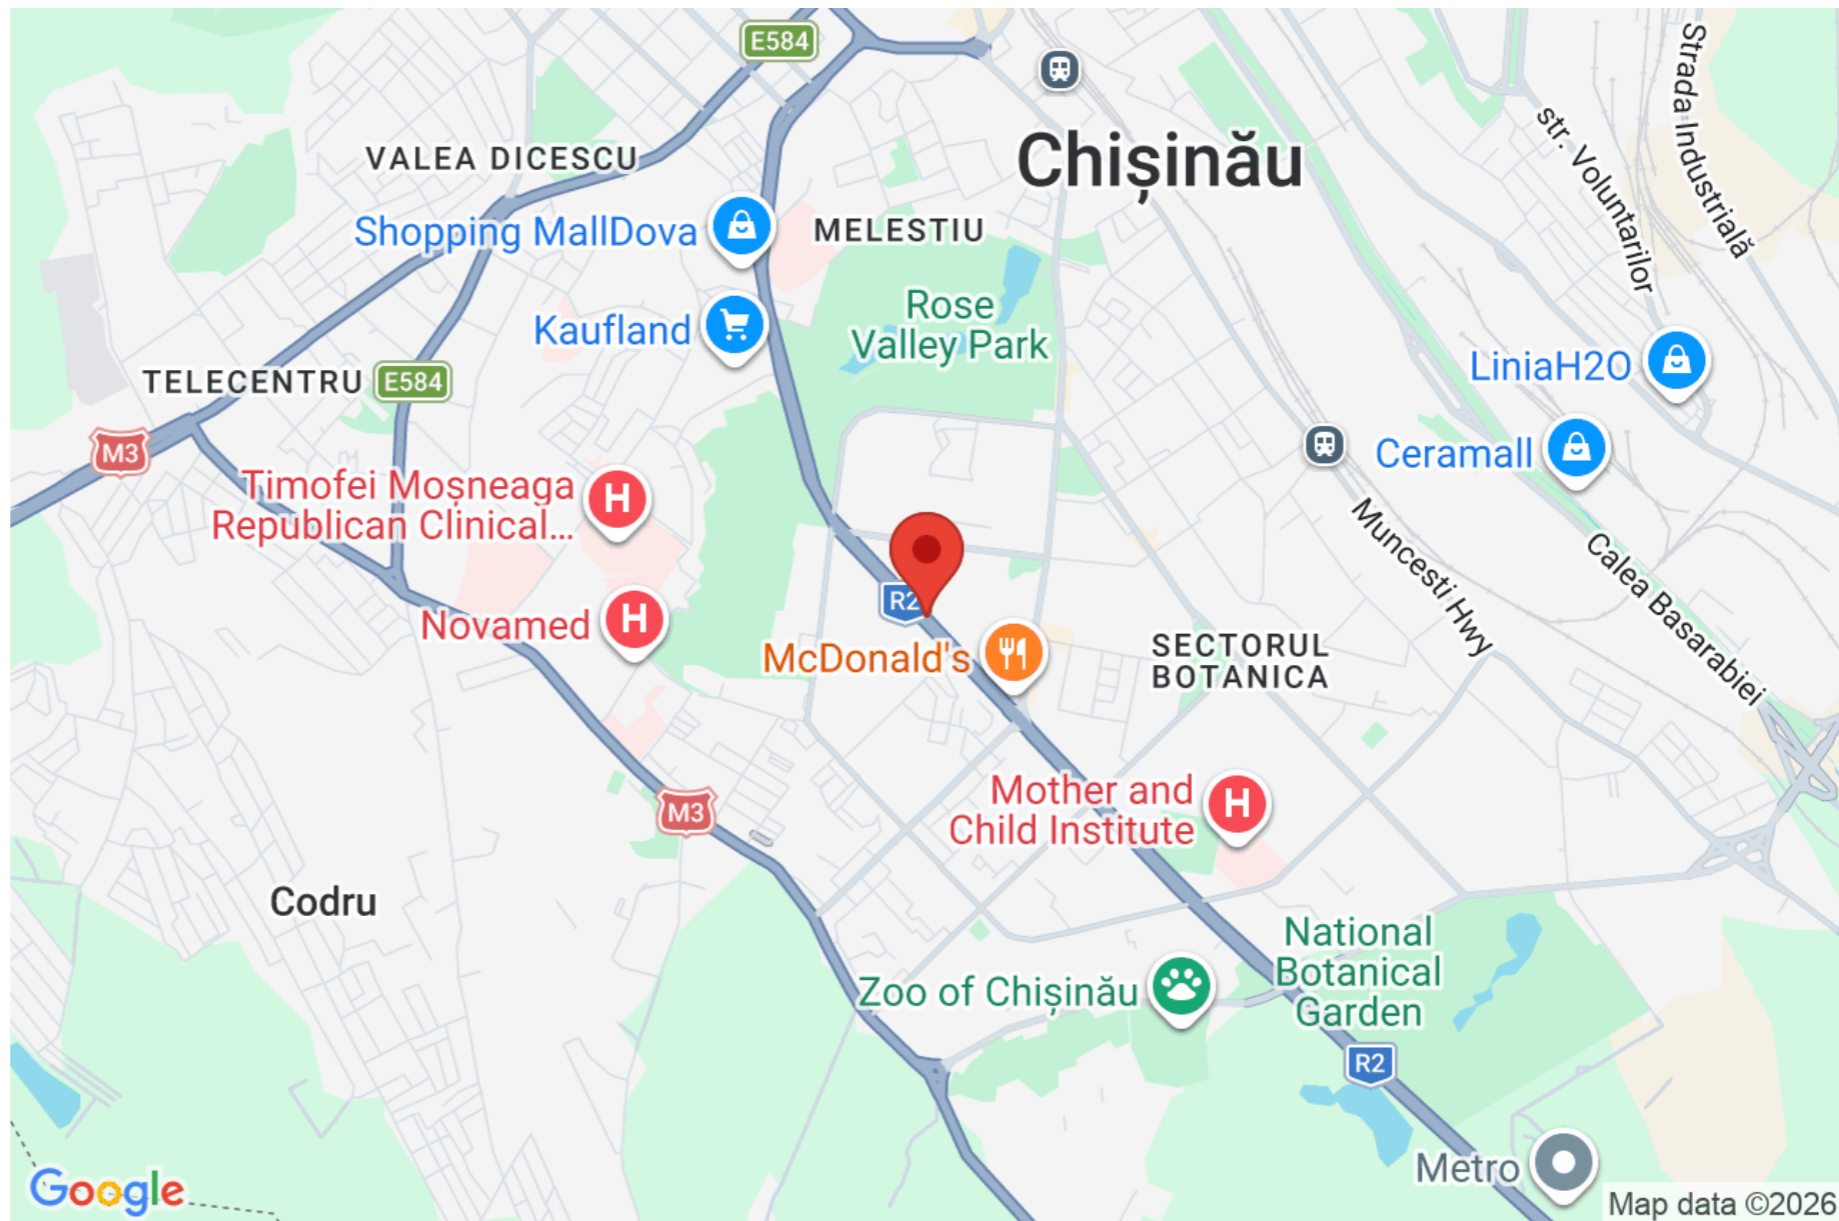 E584
Strada Industrială
str. Voluntarilor
Chișinău
VALEA DICESCU
Shopping MallDova
MELESTIU
Rose
Valley Park
Kaufland
LiniaH2O
TELECENTRU
E584
M3
Ceramall
Timofei Moșneaga
Republican Clinical...
Muncesti Hwy
Calea Basarabiei
R2
Novamed
McDonald's
SECTORUL
BOTANICA
M3
Mother and
Child Institute
Codru
National
Botanical
Garden
Zoo of Chișinău
R2
Metro
Google
Map data ©2026